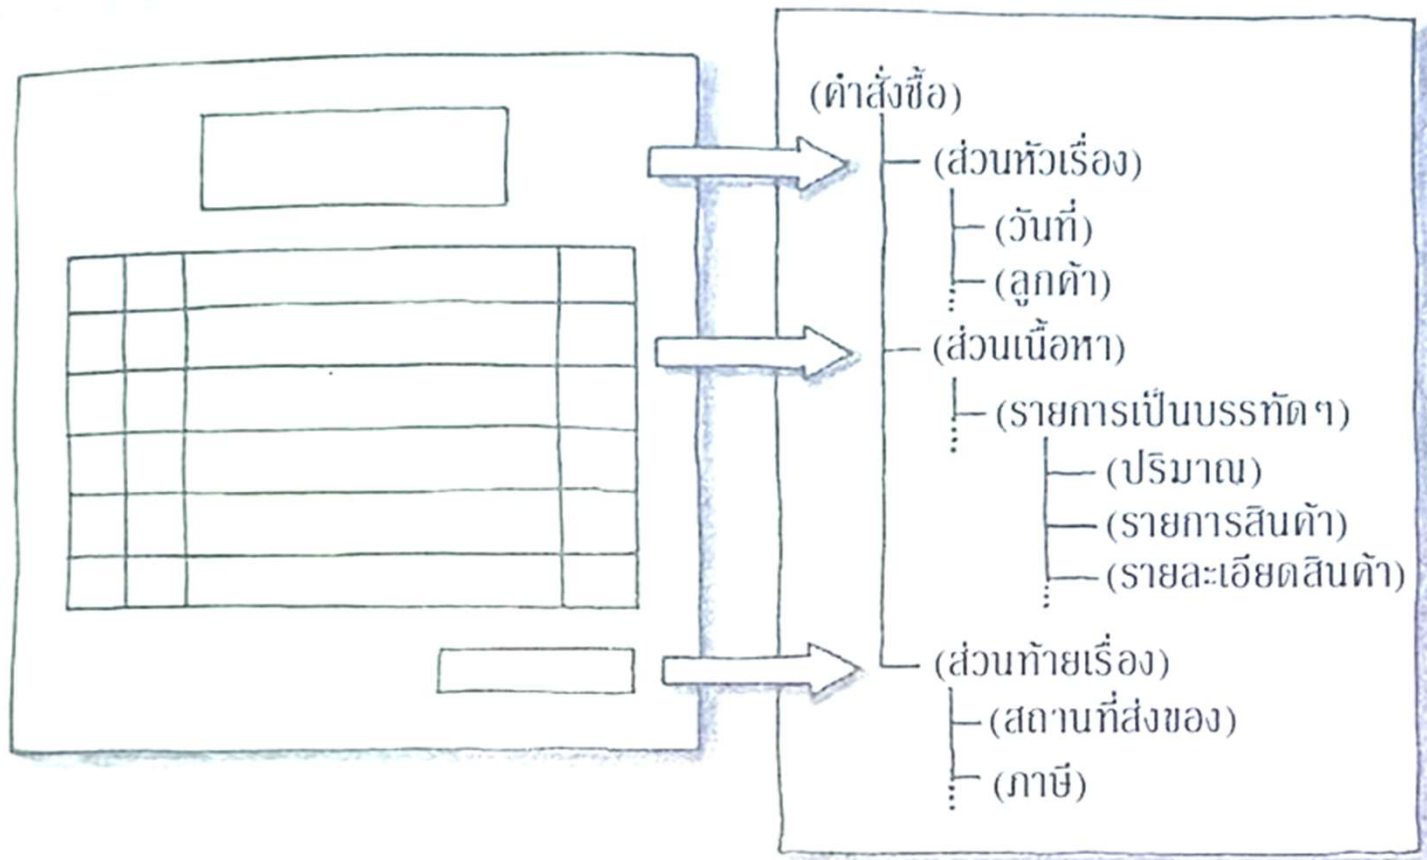 (คำสั่งซื้อ)
(ส่วนหัวเรื่อง)
(วันที่)
(ลูกค้า)
(ส่วนเนื้อหา)
(รายการเป็นบรรทัดๆ)
(ปริมาณ)
(รายการสินค้า)
(รายละเอียดสินค้า)
(ส่วนท้ายเรื่อง)
(สถานที่ส่งของ)
(ภาษี)